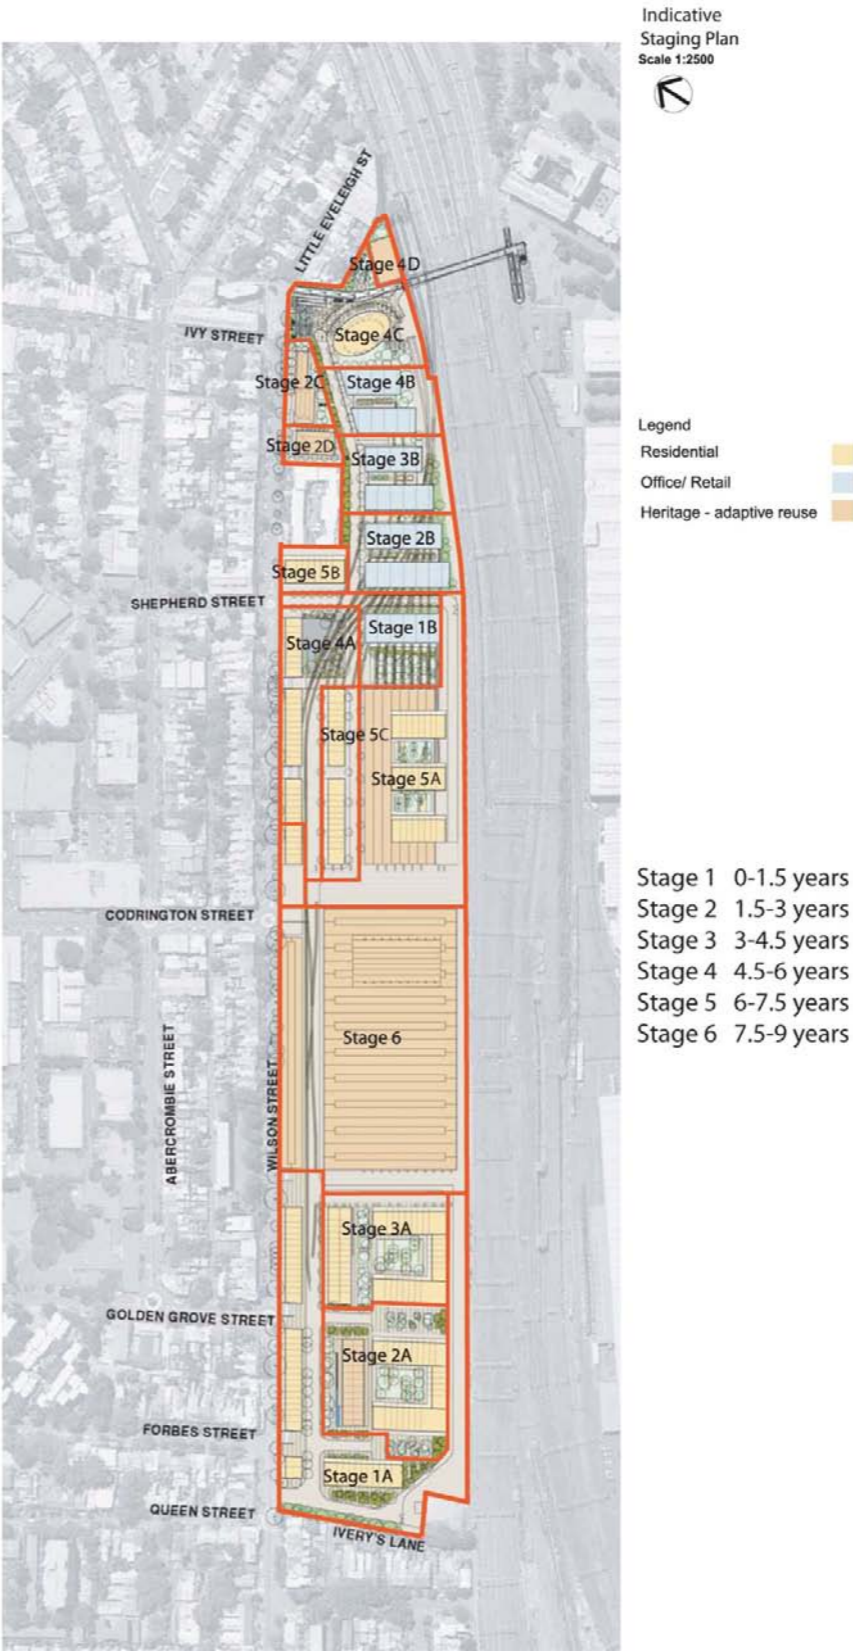 Indicative
Staging Plan
Scale 1:2500
LITTLE EVELEIGH ST
Stage 4D
IVY STREET
Stage 4C
Stage 2C
Stage 4B
Stage 2D
Stage 3B
Stage 2B
Stage 5B
SHEPHERD STREET
Stage 1B
Stage 4A
Stage 5C
Stage 5A
CODRINGTON STREET
Stage 6
ABERCROMBIE STREET
WILSON STREET
Stage 3A
GOLDEN GROVE STREET
Stage 2A
FORBES STREET
Stage 1A
QUEEN STREET
IVERY'S LANE
Legend
Residential
Office/ Retail
Heritage - adaptive reuse
Stage 1 0-1.5 years
Stage 2 1.5-3 years
Stage 3 3-4.5 years
Stage 4 4.5-6 years
Stage 5 6-7.5 years
Stage 6 7.5-9 years